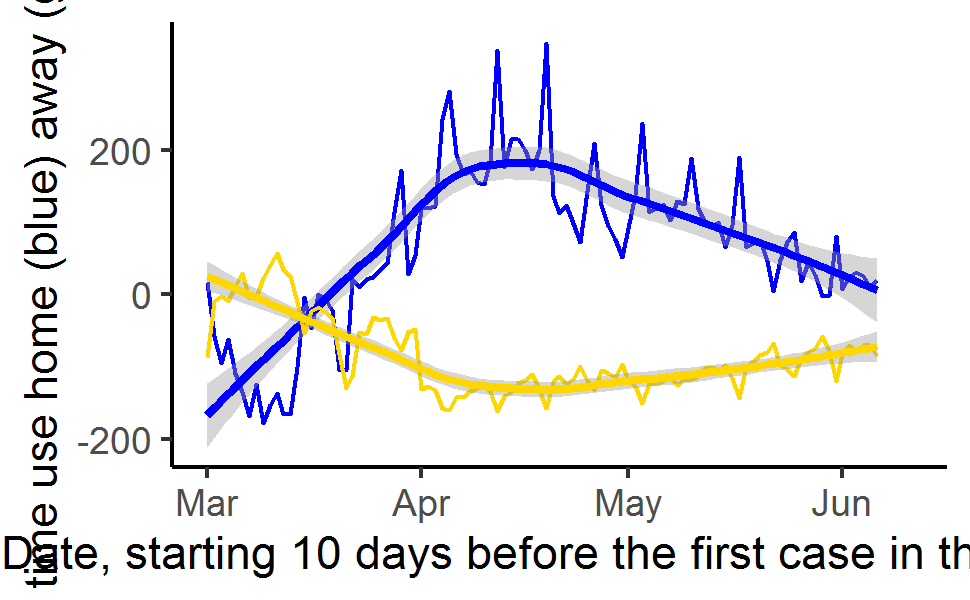 time use home (blue) away (
200
0
-200
Mar Apr May Jun
Date, starting 10 days before the first case in th